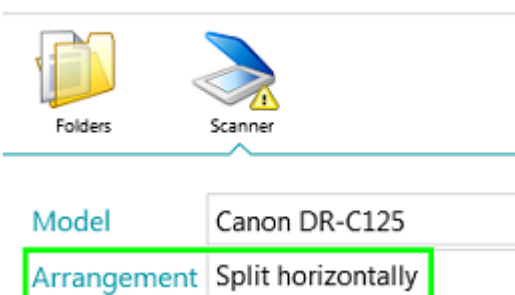 Folders Scanner
Model Canon DR-C125
Arrangement Split horizontally